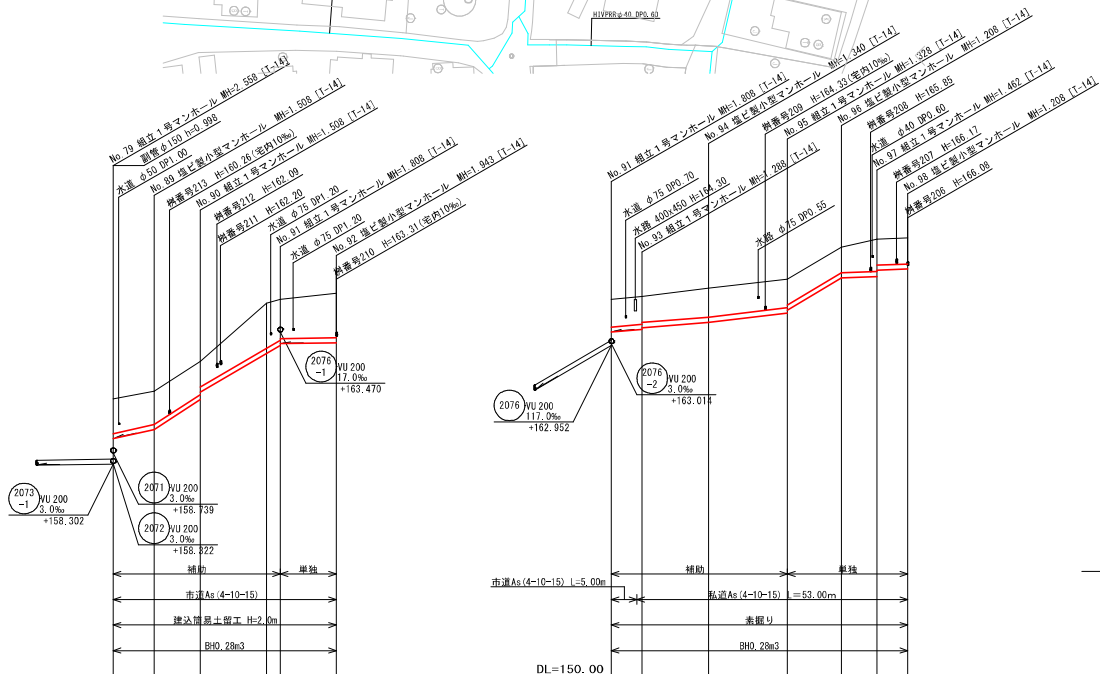 HIVPRRφ40 DP0.60
No.79 組立1号マンホール MH=2.558 [T-14]
副管φ150 h=0.998
水道 φ50 DP1.00
No.89 塩ビ製小型マンホール MH=1.508 [T-14]
桝番号213 H=160.26(宅内10‰)
No.90 組立1号マンホール MH=1.508 [T-14]
桝番号212 H=162.09
桝番号211 H=162.20
水道 φ75 DP1.20
No.91 組立1号マンホール MH=1.808 [T-14]
水道 φ75 DP1.20
No.92 塩ビ製小型マンホール MH=1.943 [T-14]
桝番号210 H=163.31(宅内10‰)
2076
-1
VU 200
17.0‰
+163.470
2073
-1
VU 200
3.0‰
+158.302
2071
VU 200
3.0‰
+158.739
2072
VU 200
3.0‰
+158.322
補助
単独
市道As(4-10-15)
建込簡易土留工 H=2.0m
BH0.28m3
No.91 組立1号マンホール MH=1.808 [T-14]
水道 φ75 DP0.70
水路 400x450 H=164.30
No.93 組立1号マンホール MH=1.288 [T-14]
No.94 塩ビ製小型マンホール MH=1.340 [T-14]
水路 φ75 DP0.55
桝番号209 H=164.33(宅内10‰)
No.95 組立1号マンホール MH=1.328 [T-14]
No.96 塩ビ製小型マンホール MH=1.208 [T-14]
桝番号208 H=165.85
水道 φ40 DP0.60
No.97 組立1号マンホール MH=1.462 [T-14]
桝番号207 H=166.17
No.98 塩ビ製小型マンホール MH=1.208 [T-14]
桝番号206 H=166.08
2076
VU 200
117.0‰
+162.952
2076
-2
VU 200
3.0‰
+163.014
補助
単独
市道As(4-10-15) L=5.00m
私道As(4-10-15) L=53.00m
素掘り
BH0.28m3
DL=150.00